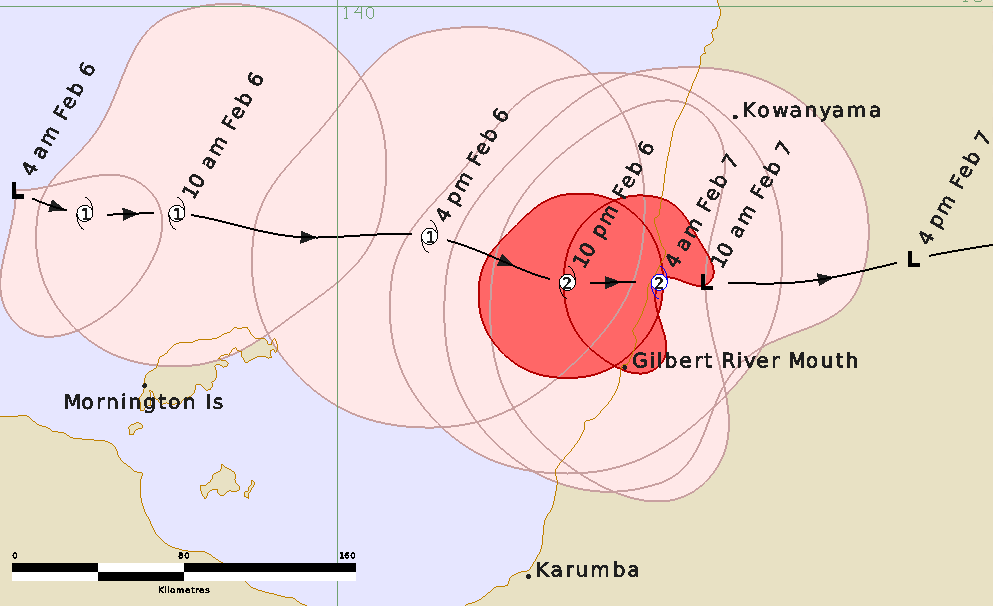 140
4 am Feb 6
10 am Feb 6
4 pm Feb 6
10 pm Feb 6
4 am Feb 7
10 am Feb 7
4 pm Feb 7
Kowanyama
L
1
1
1
2
2
L
L
Gilbert River Mouth
Mornington Is
Karumba
0 80 160
Kilometres